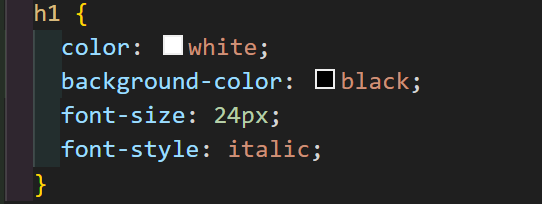 h1 {
  color: white;
  background-color: black;
  font-size: 24px;
  font-style: italic;
}